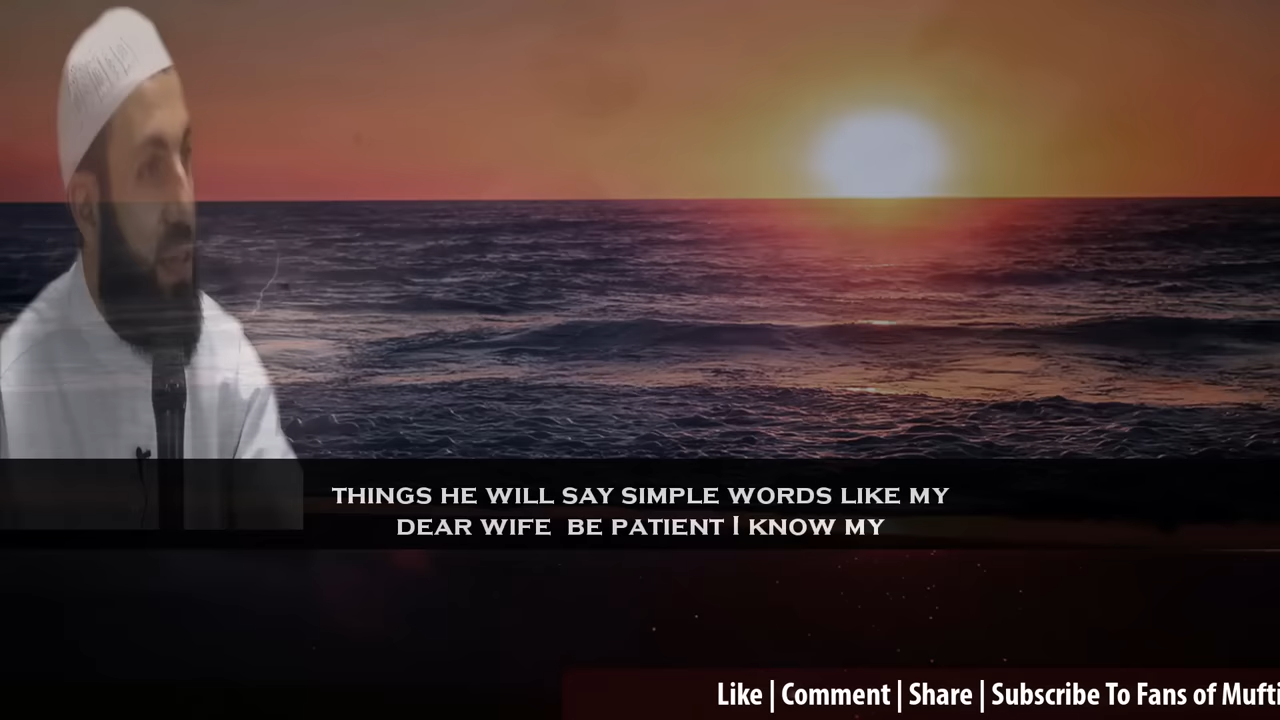 THINGS HE WILL SAY SIMPLE WORDS LIKE MY
DEAR WIFE BE PATIENT I KNOW MY
Like | Comment | Share | Subscribe To Fans of Mufti